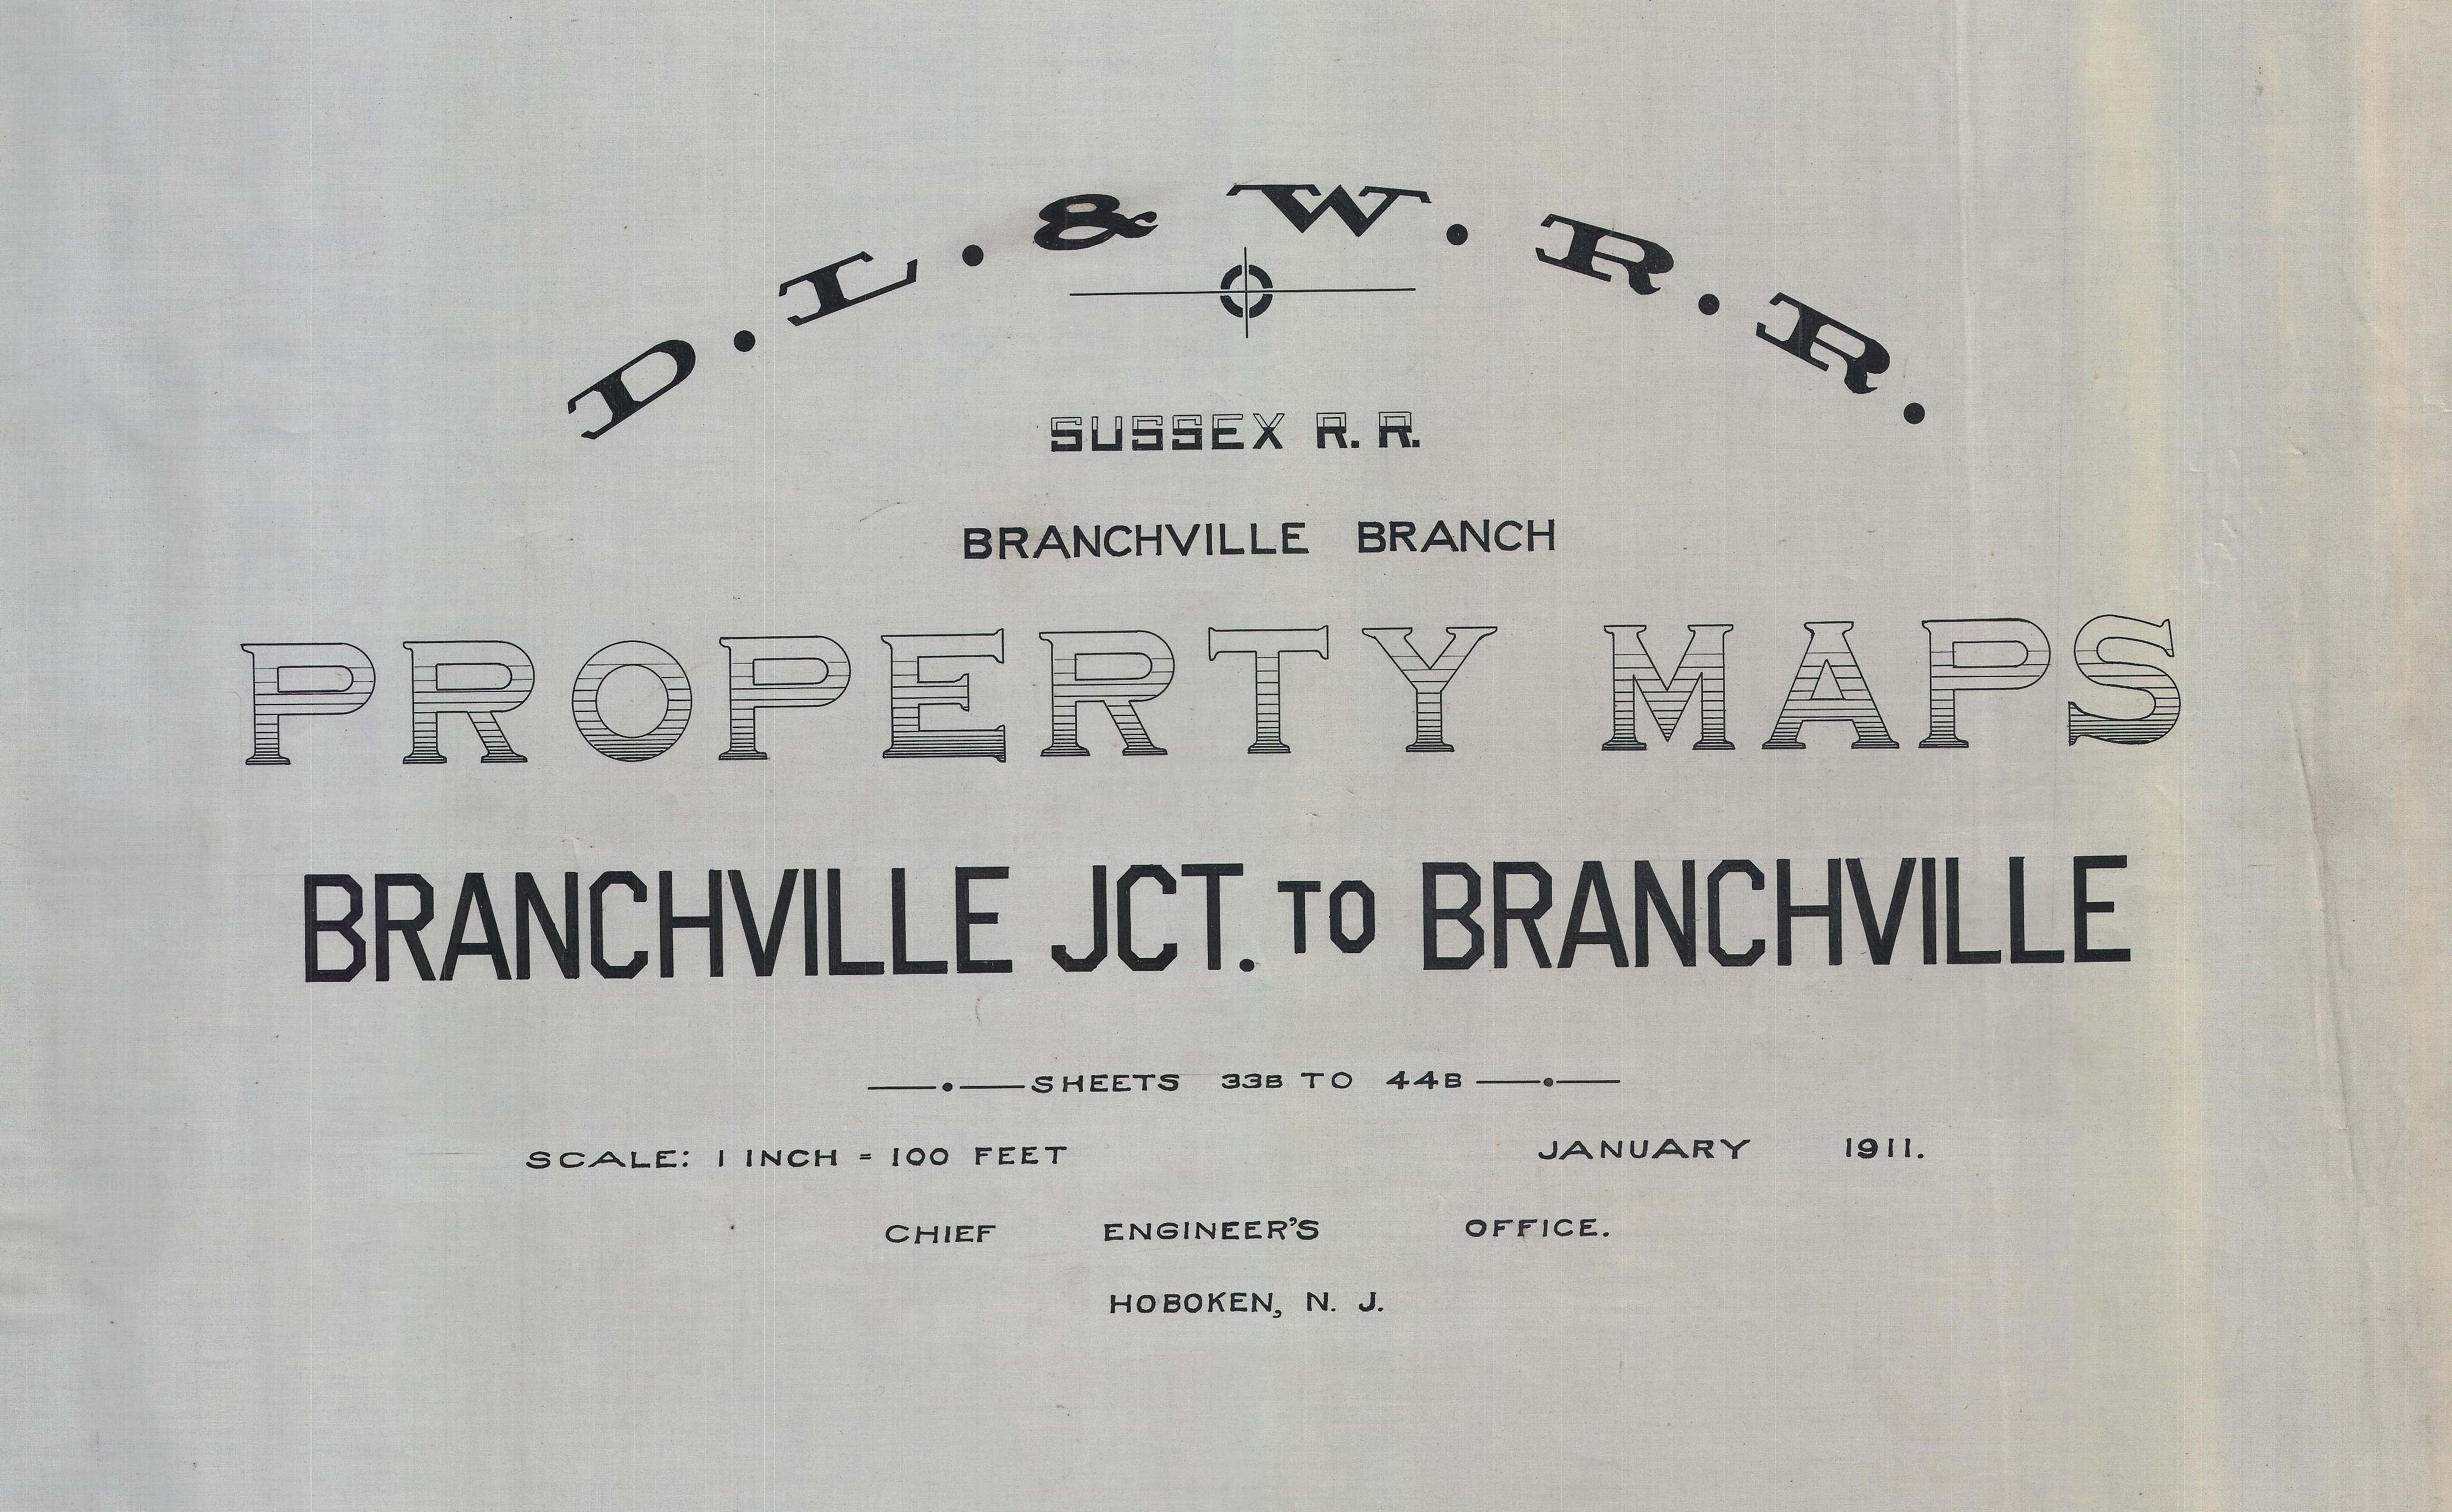 D.L.& W.R.R.
SUSSEX R. R.
BRANCHVILLE BRANCH
PROPERTY MAPS
BRANCHVILLE JCT. TO BRANCHVILLE
SHEETS 33B TO 44B
SCALE: 1 INCH = 100 FEET JANUARY 1911.
CHIEF ENGINEER'S OFFICE.
HOBOKEN, N. J.